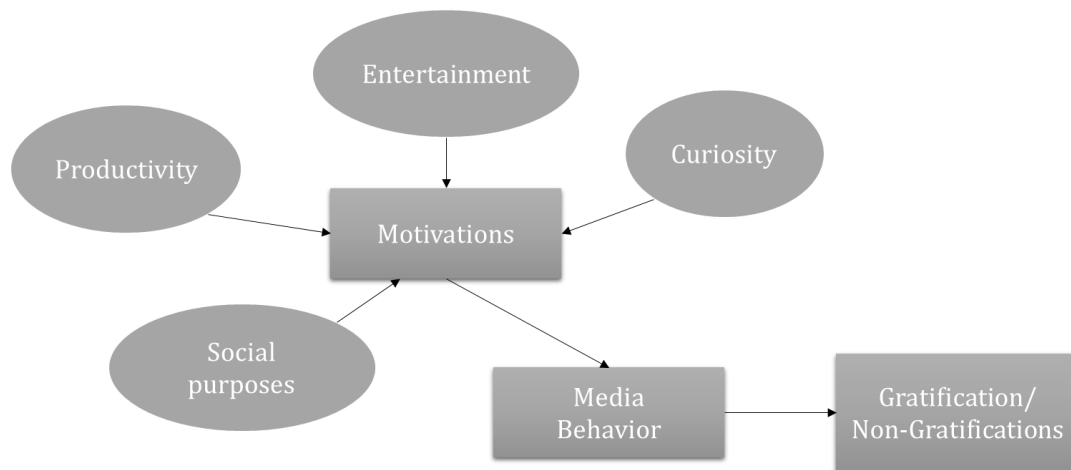 Entertainment
Productivity
Curiosity
Motivations
Social
purposes
Media
Behavior
Gratification/
Non-Gratifications